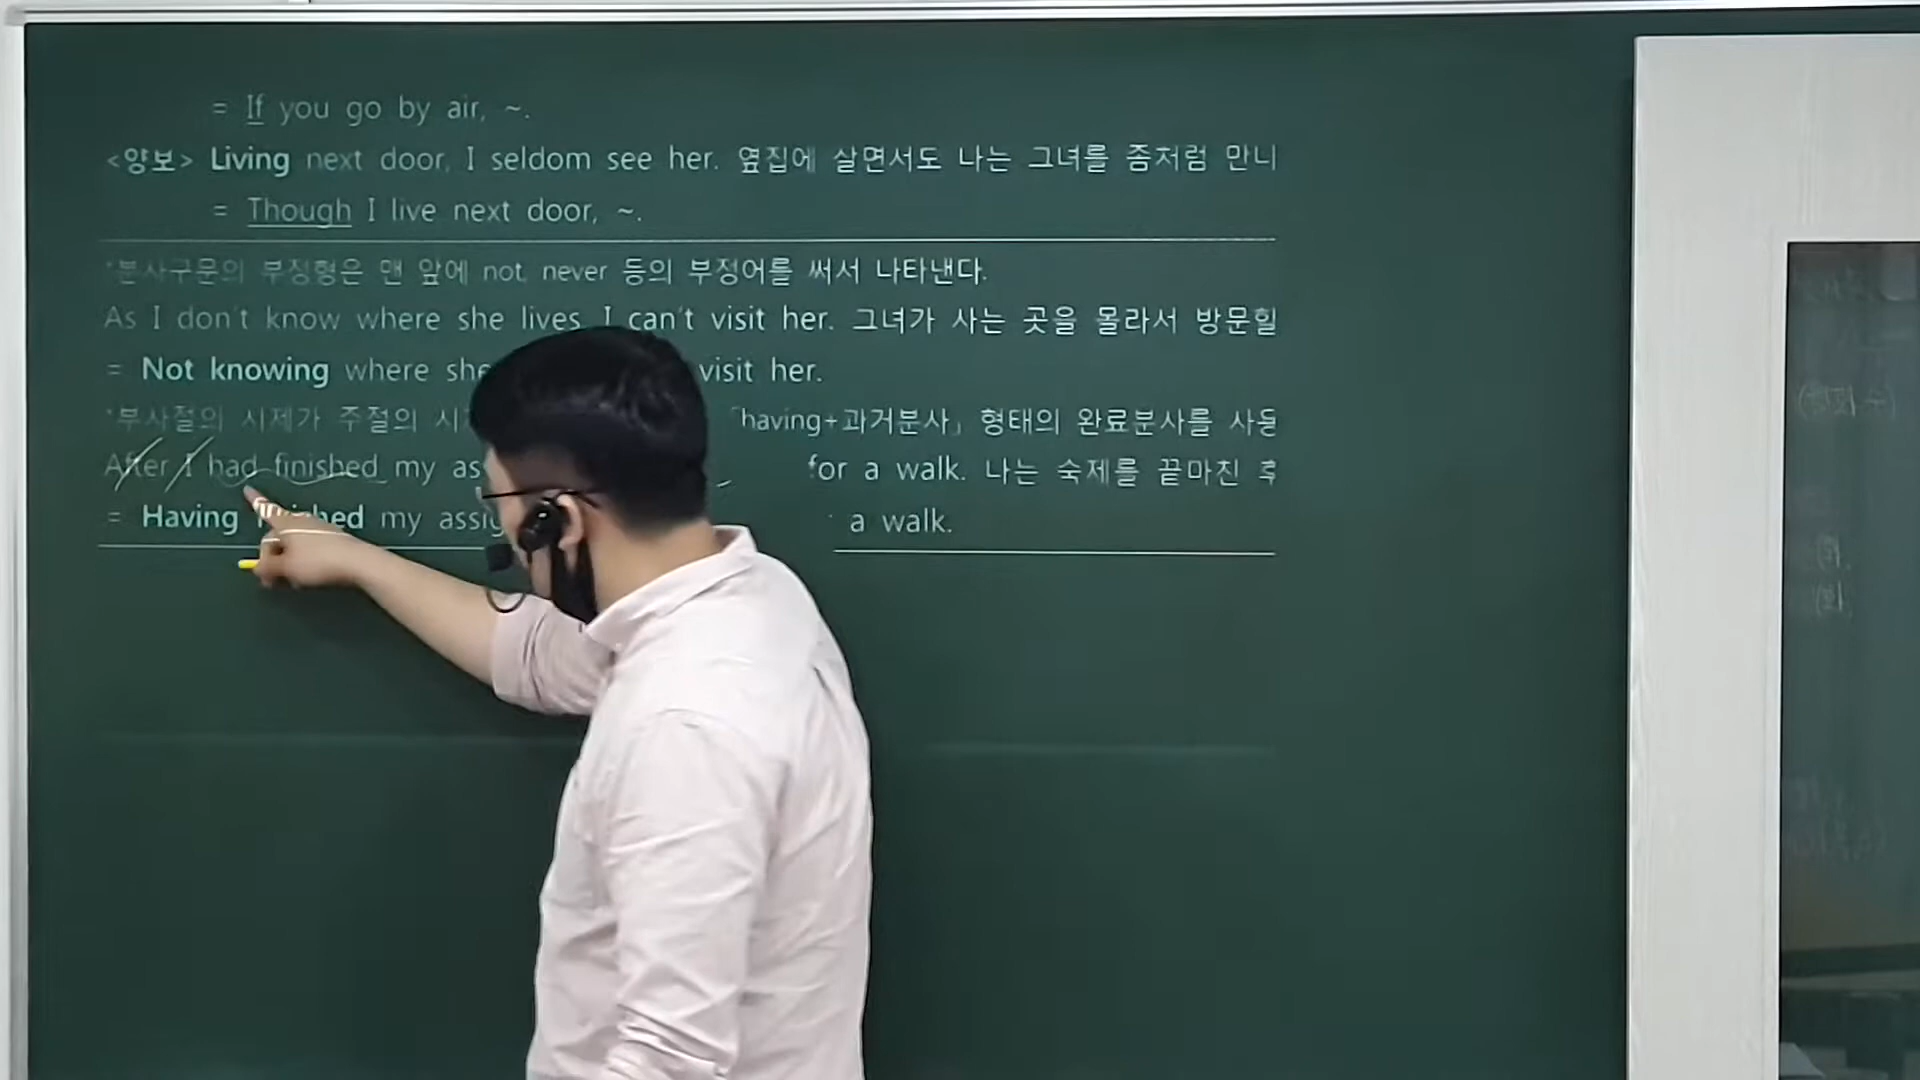 = If you go by air, ~.
<양보> Living next door, I seldom see her. 옆집에 살면서도 나는 그녀를 좀처럼 만니
= Though I live next door, ~.
*분사구문의 부정형은 맨 앞에 not, never 등의 부정어를 써서 나타낸다.
As I don't know where she lives, I can't visit her. 그녀가 사는 곳을 몰라서 방문할
= Not knowing where she visit her.
*부사절의 시제가 주절의 「having+과거분사」 형태의 완료분사를 사용
After I had finished my for a walk. 나는 숙제를 끝마친 후
= Having finished my a walk.